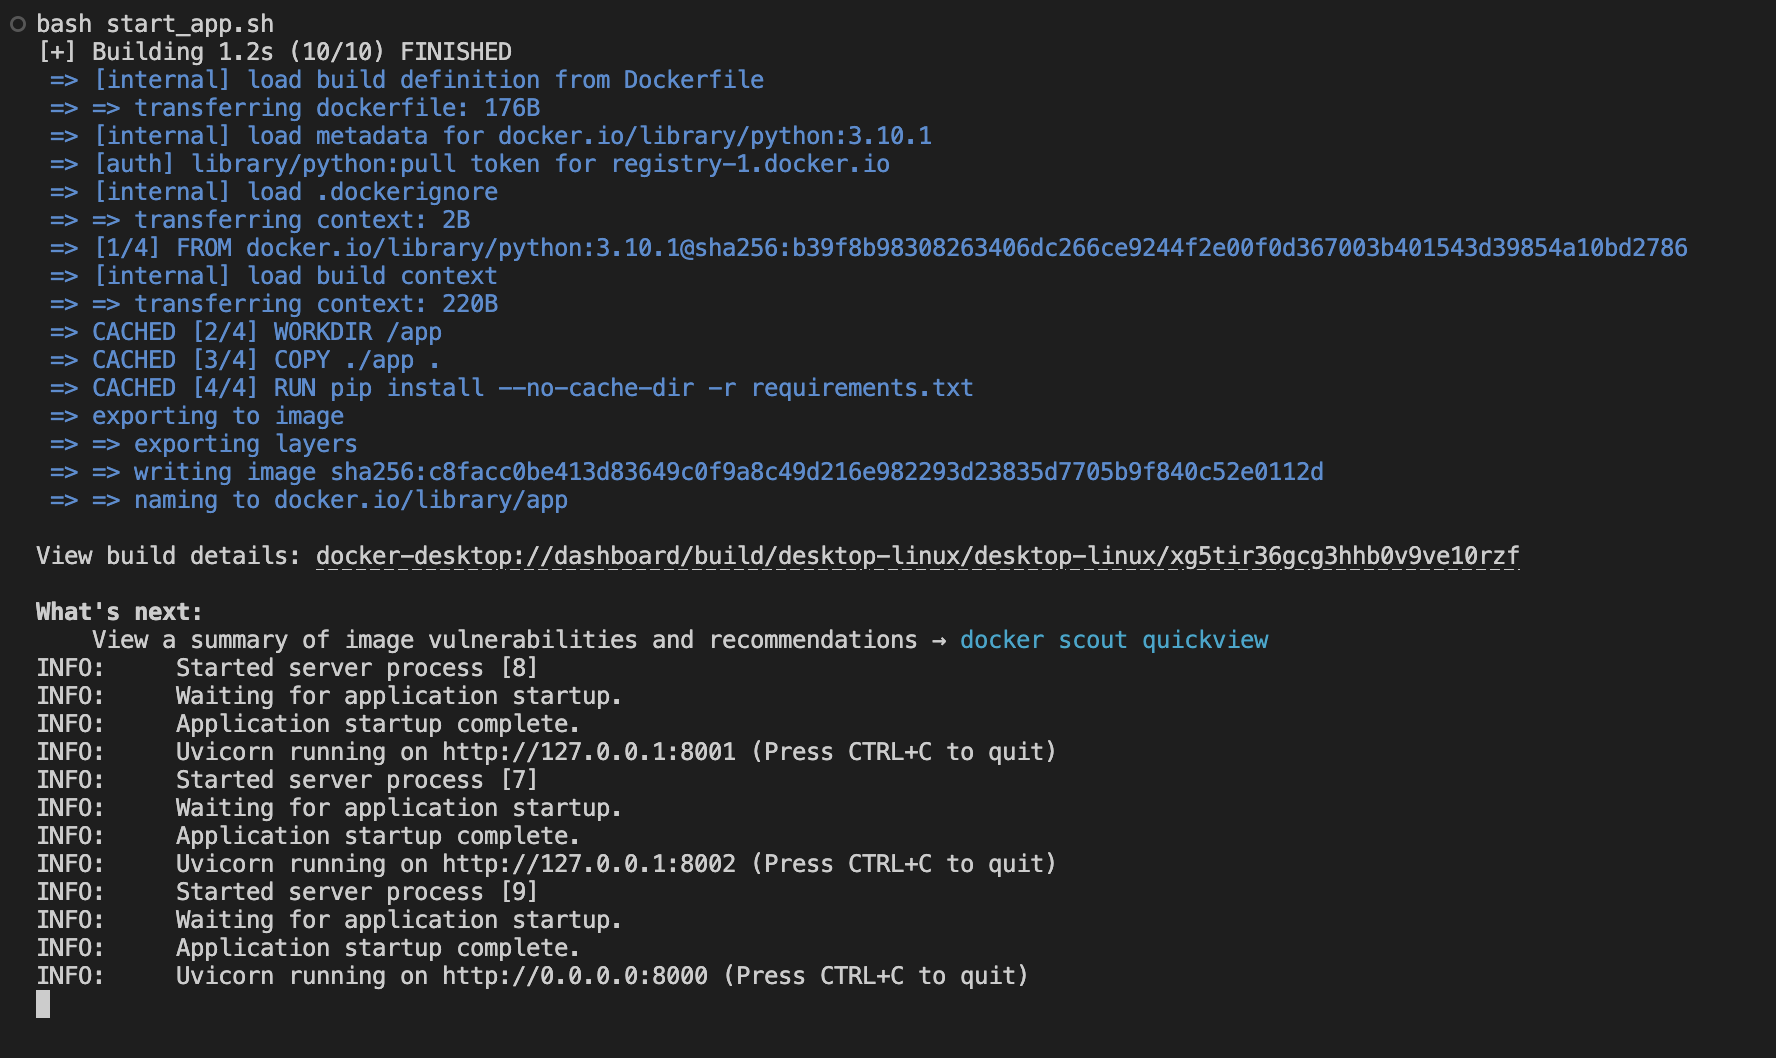 bash start_app.sh
[+] Building 1.2s (10/10) FINISHED
=> [internal] load build definition from Dockerfile
=> => transferring dockerfile: 176B
=> [internal] load metadata for docker.io/library/python:3.10.1
=> [auth] library/python:pull token for registry-1.docker.io
=> [internal] load .dockerignore
=> => transferring context: 2B
=> [1/4] FROM docker.io/library/python:3.10.1@sha256:b39f8b98308263406dc266ce9244f2e00f0d367003b401543d39854a10bd2786
=> [internal] load build context
=> => transferring context: 220B
=> CACHED [2/4] WORKDIR /app
=> CACHED [3/4] COPY ./app .
=> CACHED [4/4] RUN pip install --no-cache-dir -r requirements.txt
=> exporting to image
=> => exporting layers
=> => writing image sha256:c8facc0be413d83649c0f9a8c49d216e982293d23835d7705b9f840c52e0112d
=> => naming to docker.io/library/app
View build details: docker-desktop://dashboard/build/desktop-linux/desktop-linux/xg5tir36gcg3hhb0v9ve10rzf
What's next:
View a summary of image vulnerabilities and recommendations → docker scout quickview
INFO: Started server process [8]
INFO: Waiting for application startup.
INFO: Application startup complete.
INFO: Uvicorn running on http://127.0.0.1:8001 (Press CTRL+C to quit)
INFO: Started server process [7]
INFO: Waiting for application startup.
INFO: Application startup complete.
INFO: Uvicorn running on http://127.0.0.1:8002 (Press CTRL+C to quit)
INFO: Started server process [9]
INFO: Waiting for application startup.
INFO: Application startup complete.
INFO: Uvicorn running on http://0.0.0.0:8000 (Press CTRL+C to quit)